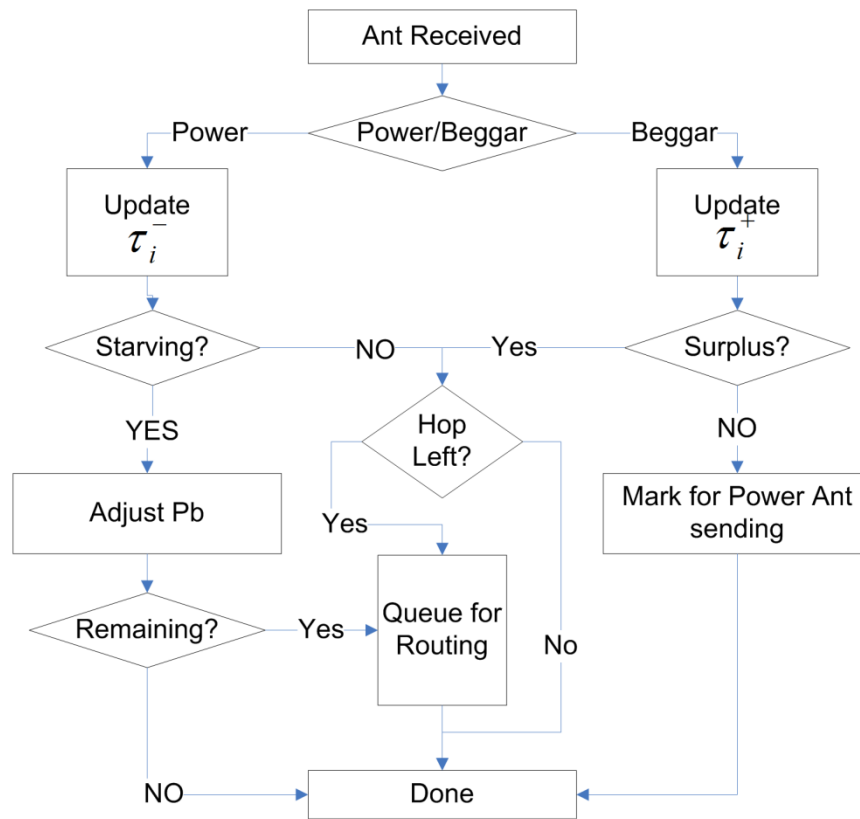 Ant Received
Power/Beggar
Power
Beggar
Update
τᵢ⁻
Update
τᵢ⁺
Starving?
NO
Yes
Surplus?
YES
Hop
Left?
NO
Adjust Pb
Yes
Mark for Power Ant
sending
Remaining?
Yes
Queue for
Routing
No
NO
Done